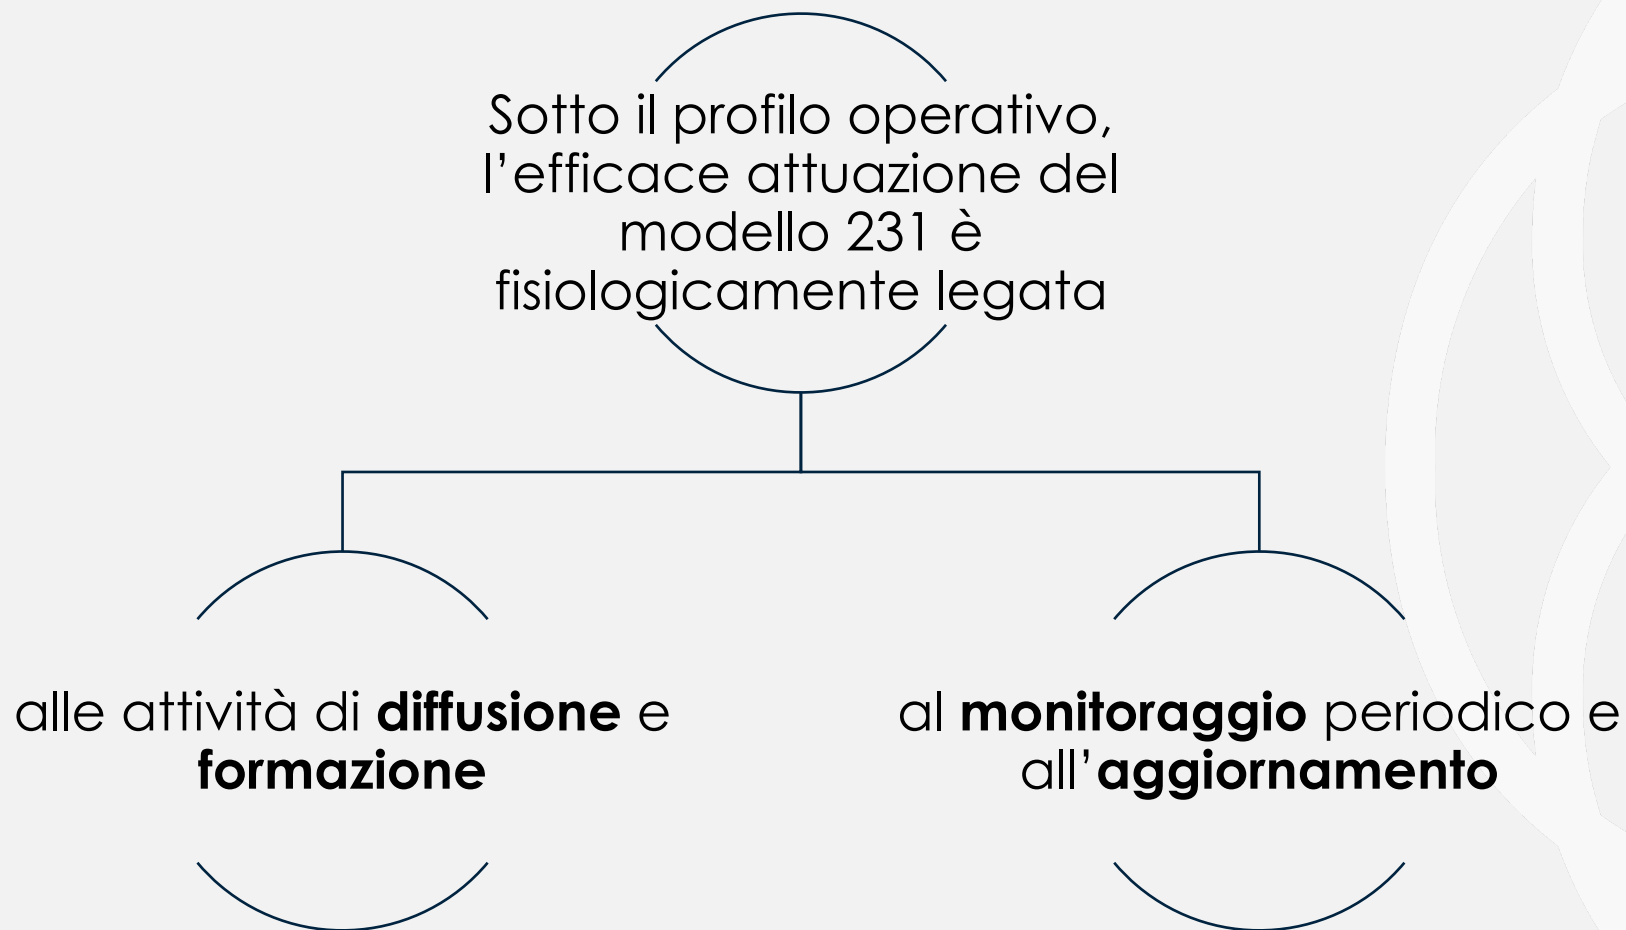 Sotto il profilo operativo,
l’efficace attuazione del
modello 231 è
fisiologicamente legata
alle attività di diffusione e
formazione
al monitoraggio periodico e
all’aggiornamento